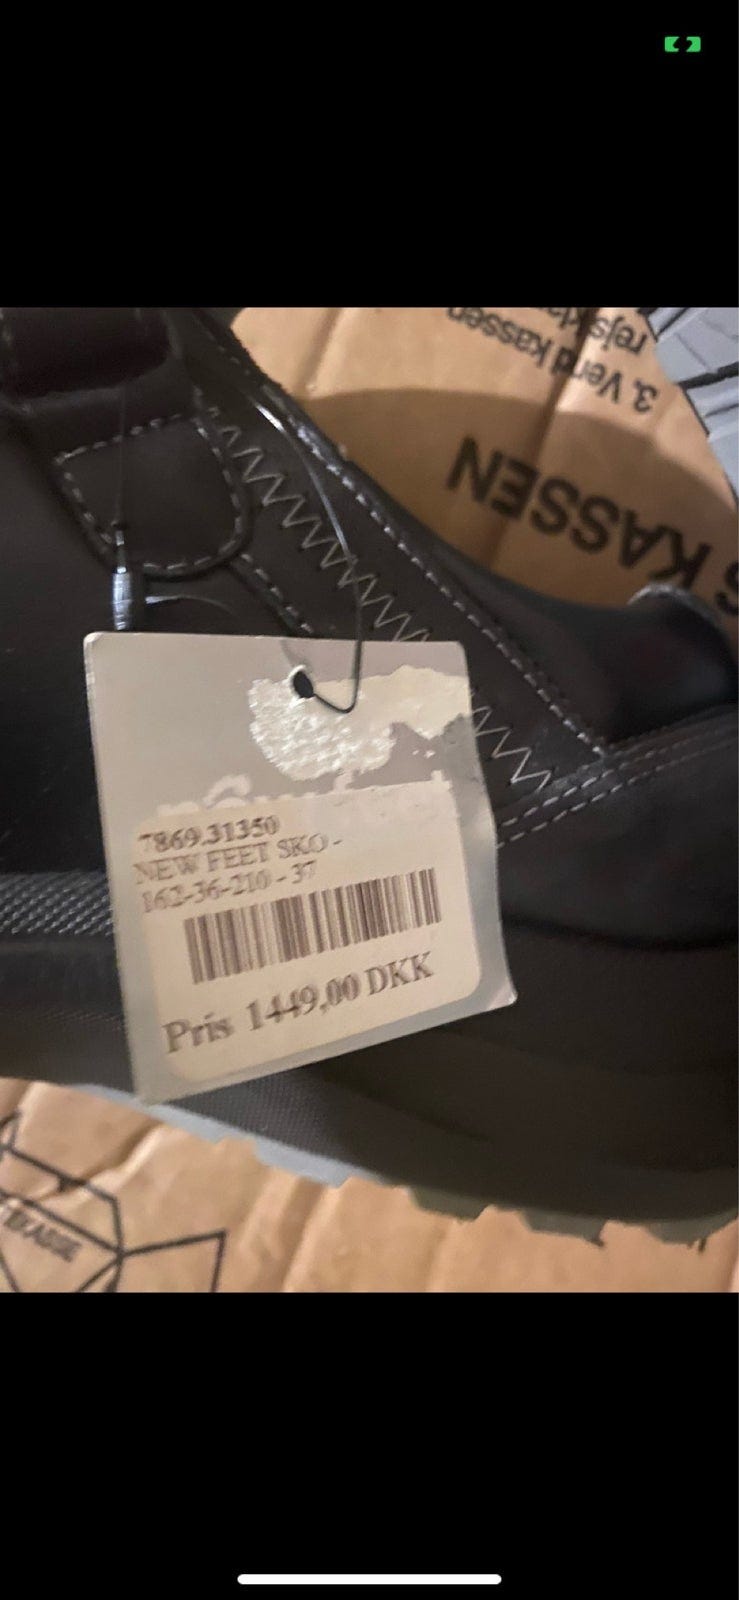 3. Vend kassen
KASSEN
7869.31350
NEW FEET SKO -
162-36-210 - 37
Pris 1449,00 DKK